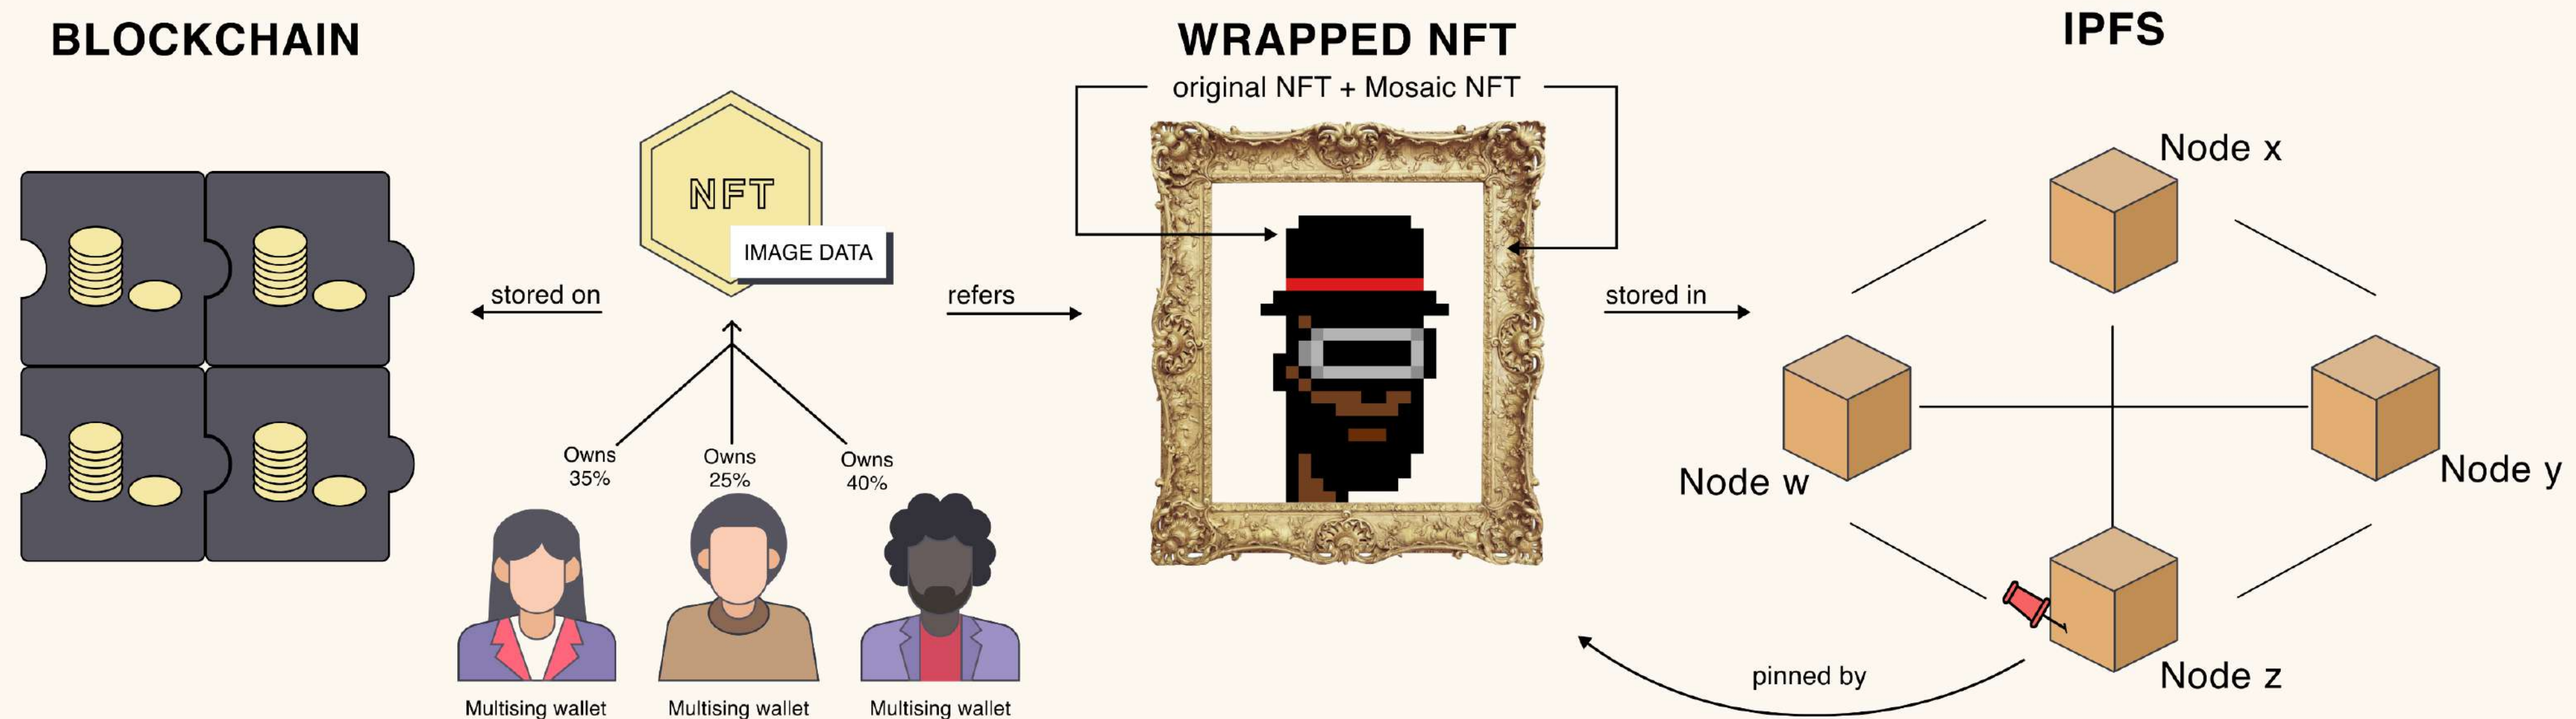 BLOCKCHAIN
NFT
IMAGE DATA
stored on
Owns
35%
Owns
25%
Owns
40%
Multising wallet
Multising wallet
Multising wallet
refers
WRAPPED NFT
original NFT + Mosaic NFT
stored in
IPFS
Node x
Node w
Node y
Node z
pinned by